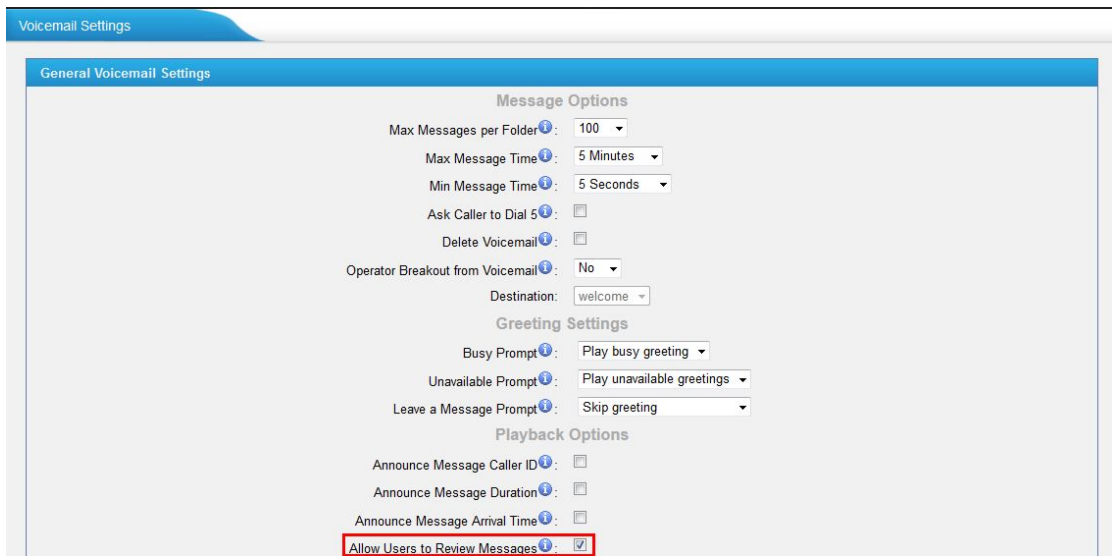 Voicemail Settings
General Voicemail Settings
Message Options
Max Messages per Folder: 100
Max Message Time: 5 Minutes
Min Message Time: 5 Seconds
Ask Caller to Dial 5:
Delete Voicemail:
Operator Breakout from Voicemail: No
Destination: welcome
Greeting Settings
Busy Prompt: Play busy greeting
Unavailable Prompt: Play unavailable greetings
Leave a Message Prompt: Skip greeting
Playback Options
Announce Message Caller ID:
Announce Message Duration:
Announce Message Arrival Time:
Allow Users to Review Messages: